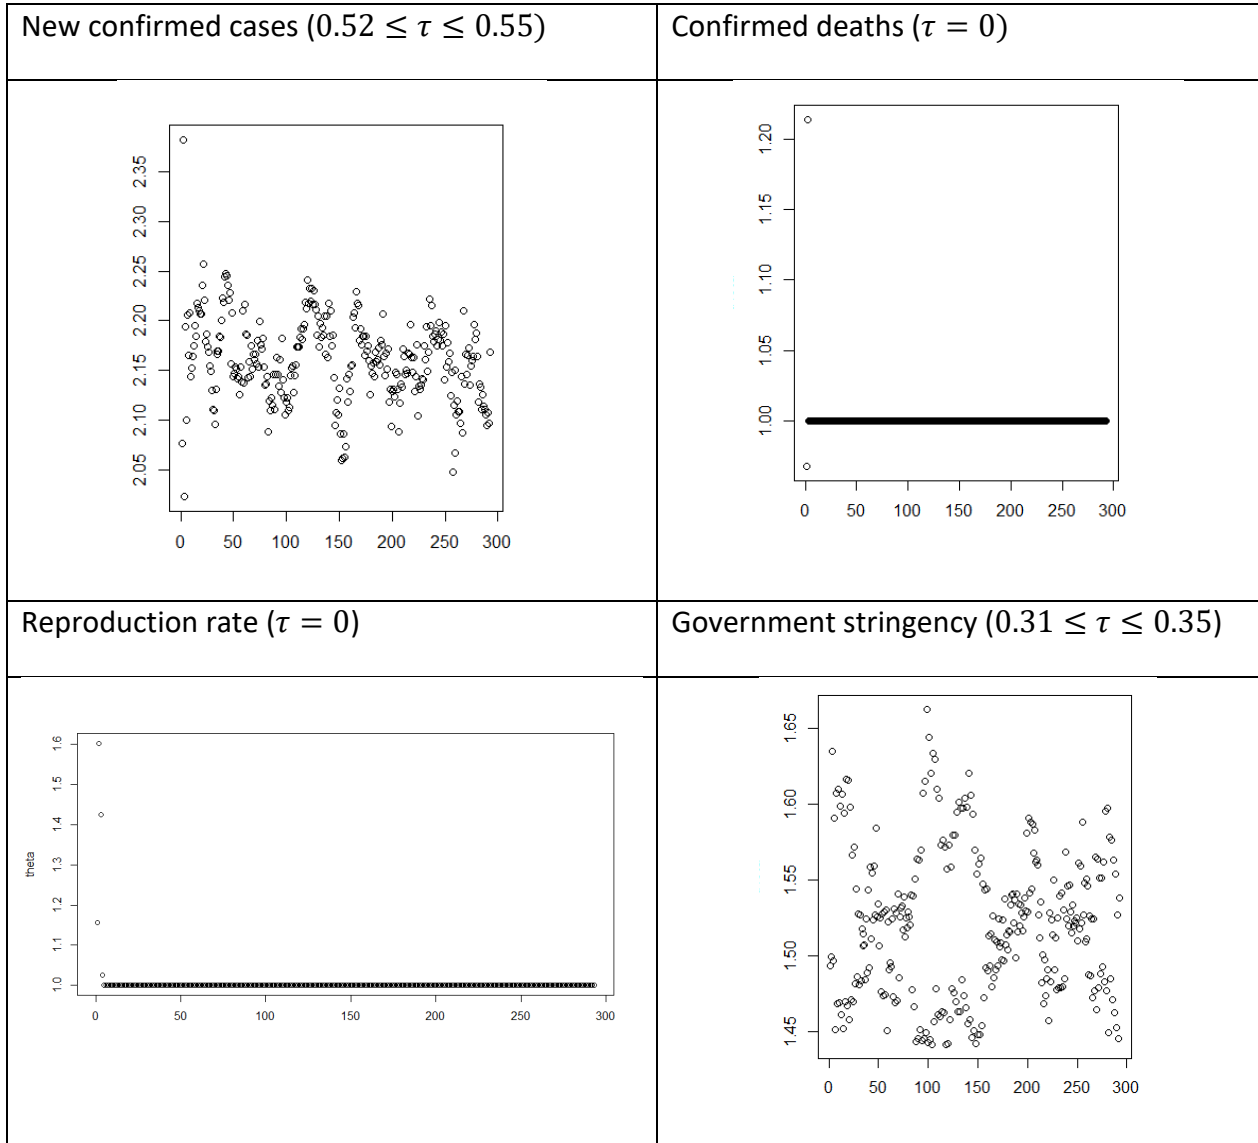 New confirmed cases (0.52 ≤ τ ≤ 0.55)
Confirmed deaths (τ = 0)
2.35
2.30
2.25
2.20
2.15
2.10
2.05
0 50 100 150 200 250 300
1.20
1.15
1.10
1.05
1.00
0 50 100 150 200 250 300
Reproduction rate (τ = 0)
Government stringency (0.31 ≤ τ ≤ 0.35)
theta
1.6
1.5
1.4
1.3
1.2
1.1
1.0
0 50 100 150 200 250 300
1.65
1.60
1.55
1.50
1.45
0 50 100 150 200 250 300